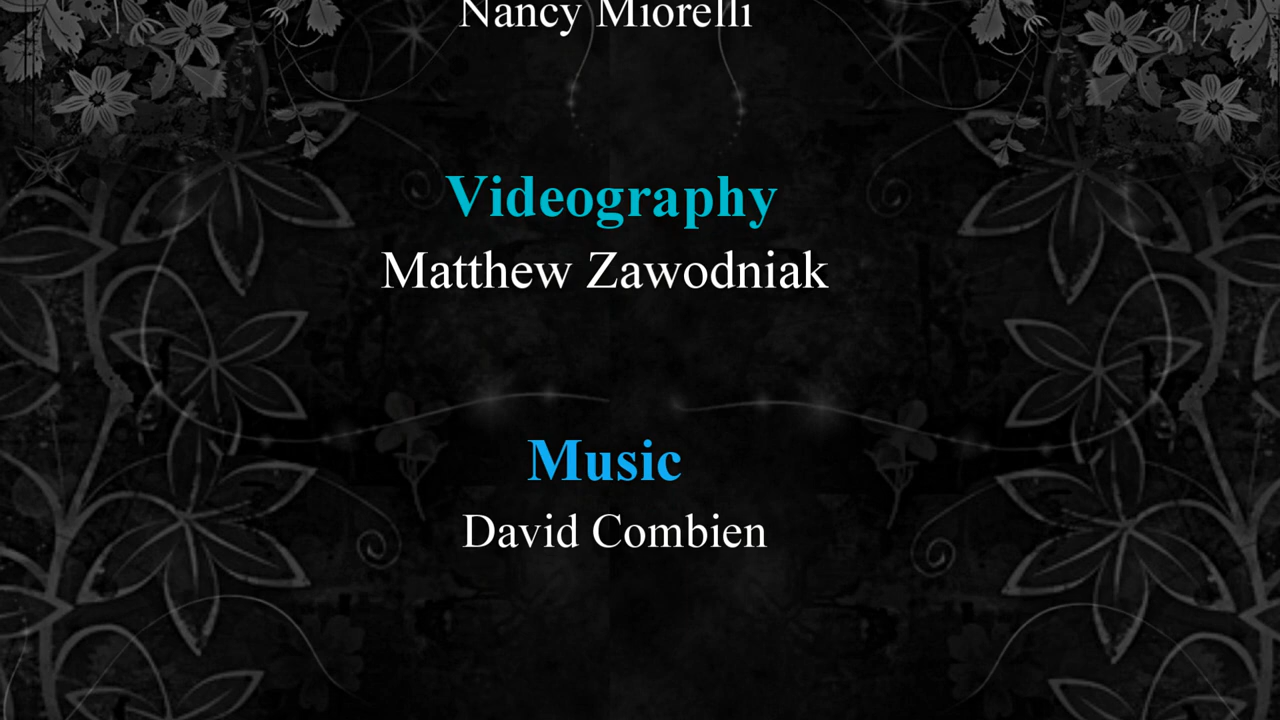 Nancy Miorelli
Videography
Matthew Zawodniak
Music
David Combien